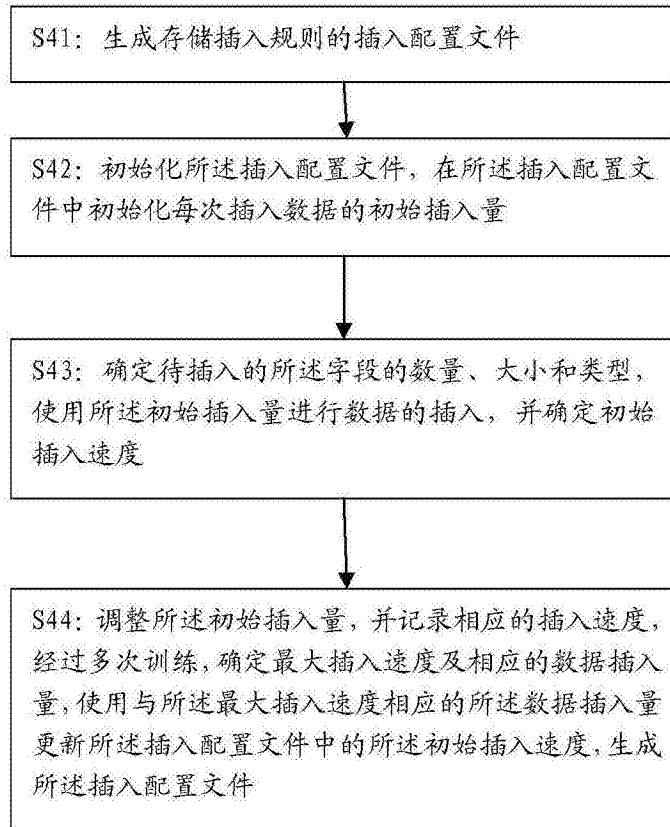 S41：生成存储插入规则的插入配置文件
S42：初始化所述插入配置文件，在所述插入配置文
件中初始化每次插入数据的初始插入量
S43：确定待插入的所述字段的数量、大小和类型，
使用所述初始插入量进行数据的插入，并确定初始
插入速度
S44：调整所述初始插入量，并记录相应的插入速度，
经过多次训练，确定最大插入速度及相应的数据插入
量，使用与所述最大插入速度相应的所述数据插入量
更新所述插入配置文件中的所述初始插入速度，生成
所述插入配置文件